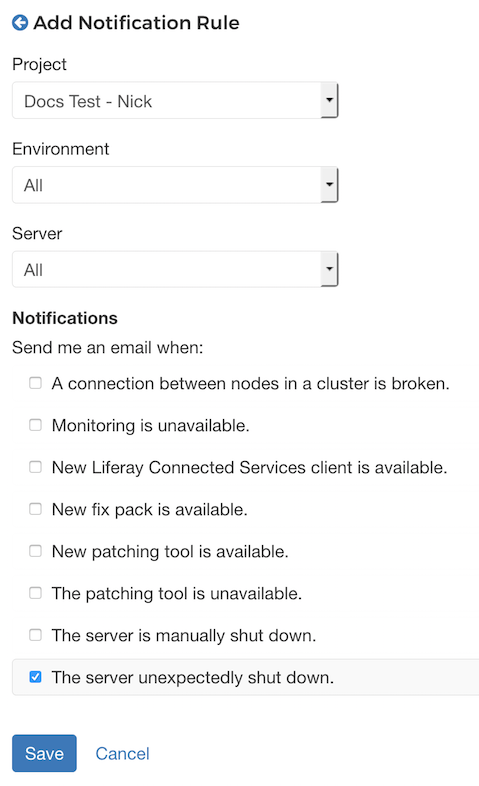 Add Notification Rule
Project
Docs Test - Nick
Environment
All
Server
All
Notifications
Send me an email when:
A connection between nodes in a cluster is broken.
Monitoring is unavailable.
New Liferay Connected Services client is available.
New fix pack is available.
New patching tool is available.
The patching tool is unavailable.
The server is manually shut down.
The server unexpectedly shut down.
Save Cancel